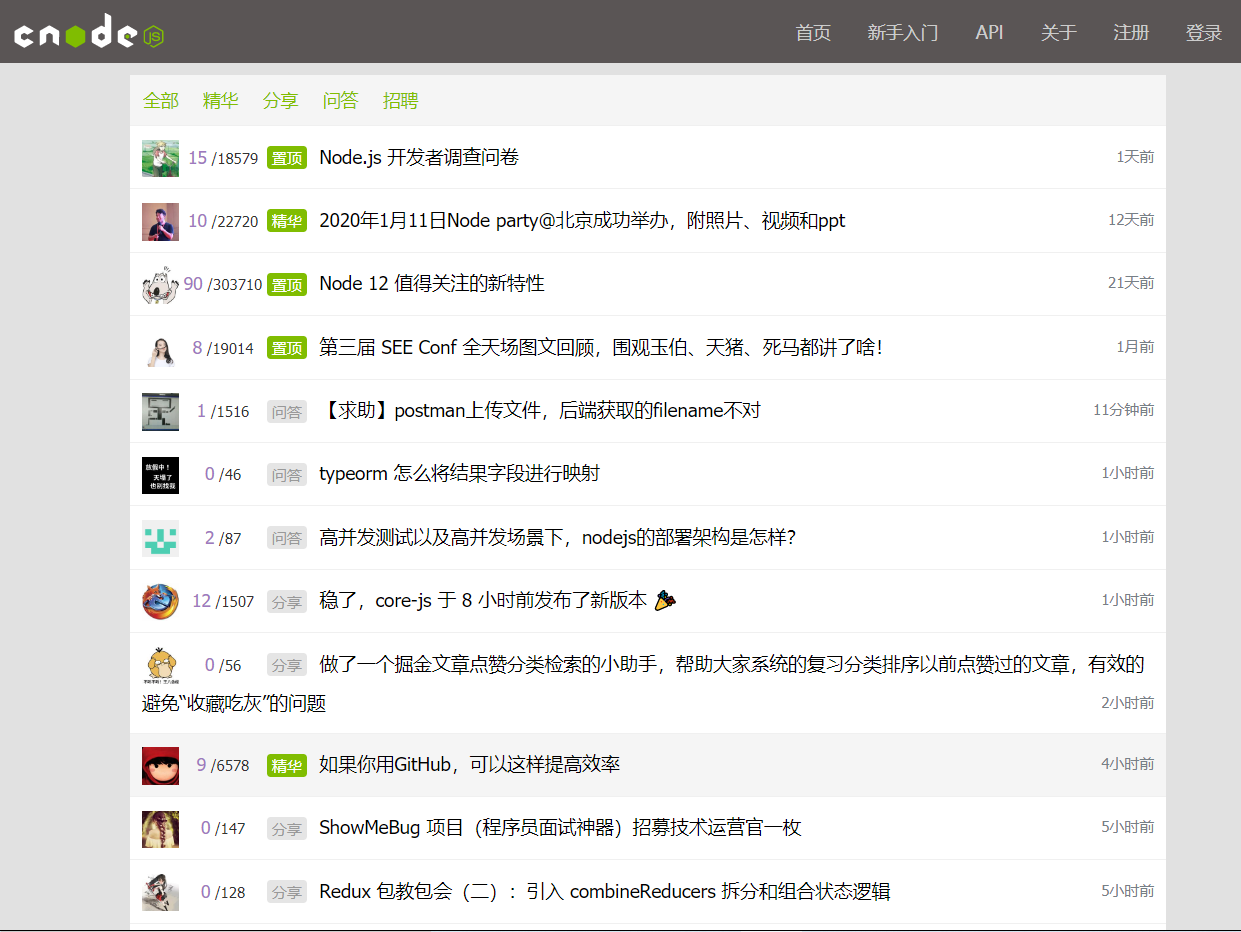 cnode js
首页 新手入门 API 关于 注册 登录
全部 精华 分享 问答 招聘
15 /18579 置顶 Node.js 开发者调查问卷 1天前
10 /22720 精华 2020年1月11日Node party@北京成功举办，附照片、视频和ppt 12天前
90 /303710 置顶 Node 12 值得关注的新特性 21天前
8 /19014 置顶 第三届 SEE Conf 全天场图文回顾，围观玉伯、天猪、死马都讲了啥！ 1月前
1 /1516 问答 【求助】postman上传文件，后端获取的filename不对 11分钟前
放假中！
天塌了
也别找我
0 /46 问答 typeorm 怎么将结果字段进行映射 1小时前
2 /87 问答 高并发测试以及高并发场景下，nodejs的部署架构是怎样？ 1小时前
12 /1507 分享 稳了，core-js 于 8 小时前发布了新版本 🎉 1小时前
0 /56 分享 做了一个掘金文章点赞分类检索的小助手，帮助大家系统的复习分类排序以前点赞过的文章，有效的
避免“收藏吃灰”的问题 2小时前
9 /6578 精华 如果你用GitHub，可以这样提高效率 4小时前
0 /147 分享 ShowMeBug 项目（程序员面试神器）招募技术运营官一枚 5小时前
0 /128 分享 Redux 包教包会（二）：引入 combineReducers 拆分和组合状态逻辑 5小时前